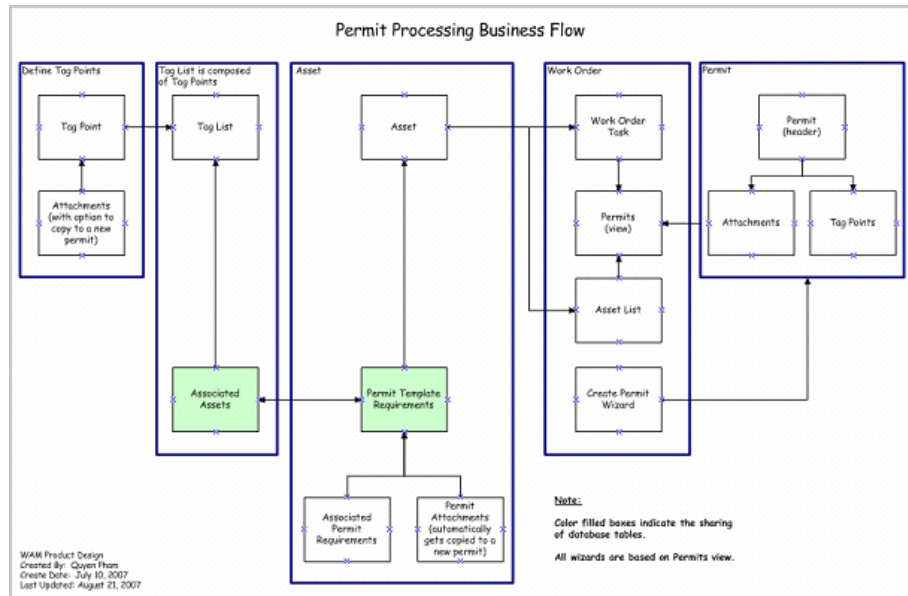 Permit Processing Business Flow
Define Tag Points
Tag Point
Attachments
(with option to
copy to a new
permit)
Tag List is composed
of Tag Points
Tag List
Associated
Assets
Asset
Asset
Permit Template
Requirements
Associated
Permit
Requirements
Permit
Attachments
(automatically
gets copied to a
new permit)
Work Order
Work Order
Task
Permits
(view)
Asset List
Create Permit
Wizard
Permit
Permit
(header)
Attachments
Tag Points
Note:
Color filled boxes indicate the sharing
of database tables.
All wizards are based on Permits view.
WAM Product Design
Created By: Quyen Pham
Create Date: July 10, 2007
Last Updated: August 21, 2007